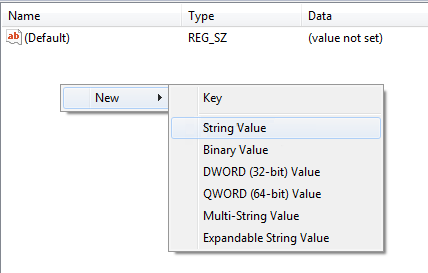 Name Type Data
ab (Default) REG_SZ (value not set)
New Key
String Value
Binary Value
DWORD (32-bit) Value
QWORD (64-bit) Value
Multi-String Value
Expandable String Value